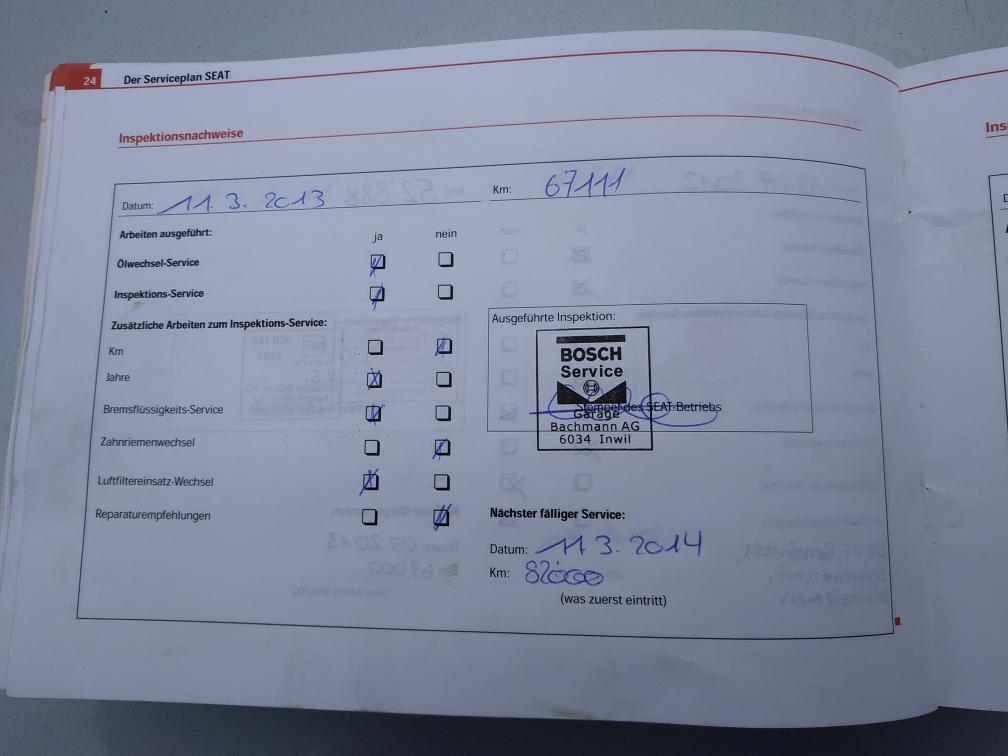 24 Der Serviceplan SEAT
Inspektionsnachweise
Datum: 11.3.2013 Km: 67111
Arbeiten ausgeführt: ja nein
Ölwechsel-Service
Inspektions-Service
Zusätzliche Arbeiten zum Inspektions-Service:
Km
Jahre
Bremsflüssigkeits-Service
Zahnriemenwechsel
Luftfiltereinsatz-Wechsel
Reparaturempfehlungen
Ausgeführte Inspektion:
BOSCH
Service
Stempel des SEAT-Betriebs
Garage
Bachmann AG
6034 Inwil
Nächster fälliger Service:
Datum: 11.3.2014
Km: 82000
(was zuerst eintritt)
Ins